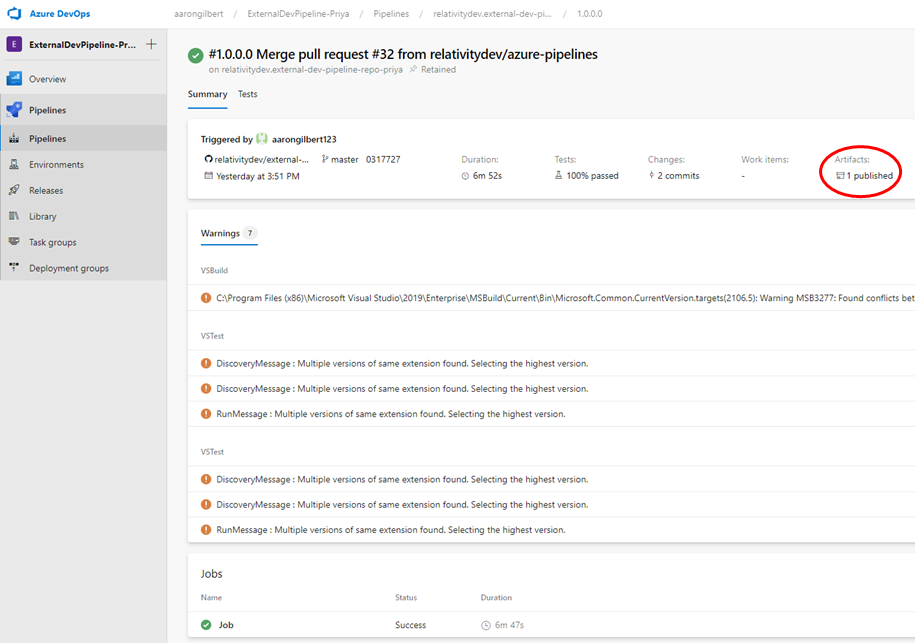 Azure DevOps
aarongilbert / ExternalDevPipeline-Priya / Pipelines / relativitydev.external-dev-pi... / 1.0.0.0
E ExternalDevPipeline-Pr... +
Overview
Pipelines
Pipelines
Environments
Releases
Library
Task groups
Deployment groups
#1.0.0.0 Merge pull request #32 from relativitydev/azure-pipelines
on relativitydev.external-dev-pipeline-repo-priya Retained
Summary Tests
Triggered by aarongilbert123
relativitydev/external-... master 0317727 Duration: Tests: Changes: Work items: Artifacts:
Yesterday at 3:51 PM 6m 52s 100% passed 2 commits - 1 published
Warnings 7
VSBuild
C:\Program Files (x86)\Microsoft Visual Studio\2019\Enterprise\MSBuild\Current\Bin\Microsoft.Common.CurrentVersion.targets(2106,5): Warning MSB3277: Found conflicts bet
VSTest
DiscoveryMessage : Multiple versions of same extension found. Selecting the highest version.
DiscoveryMessage : Multiple versions of same extension found. Selecting the highest version.
RunMessage : Multiple versions of same extension found. Selecting the highest version.
VSTest
DiscoveryMessage : Multiple versions of same extension found. Selecting the highest version.
DiscoveryMessage : Multiple versions of same extension found. Selecting the highest version.
RunMessage : Multiple versions of same extension found. Selecting the highest version.
Jobs
Name Status Duration
Job Success 6m 47s